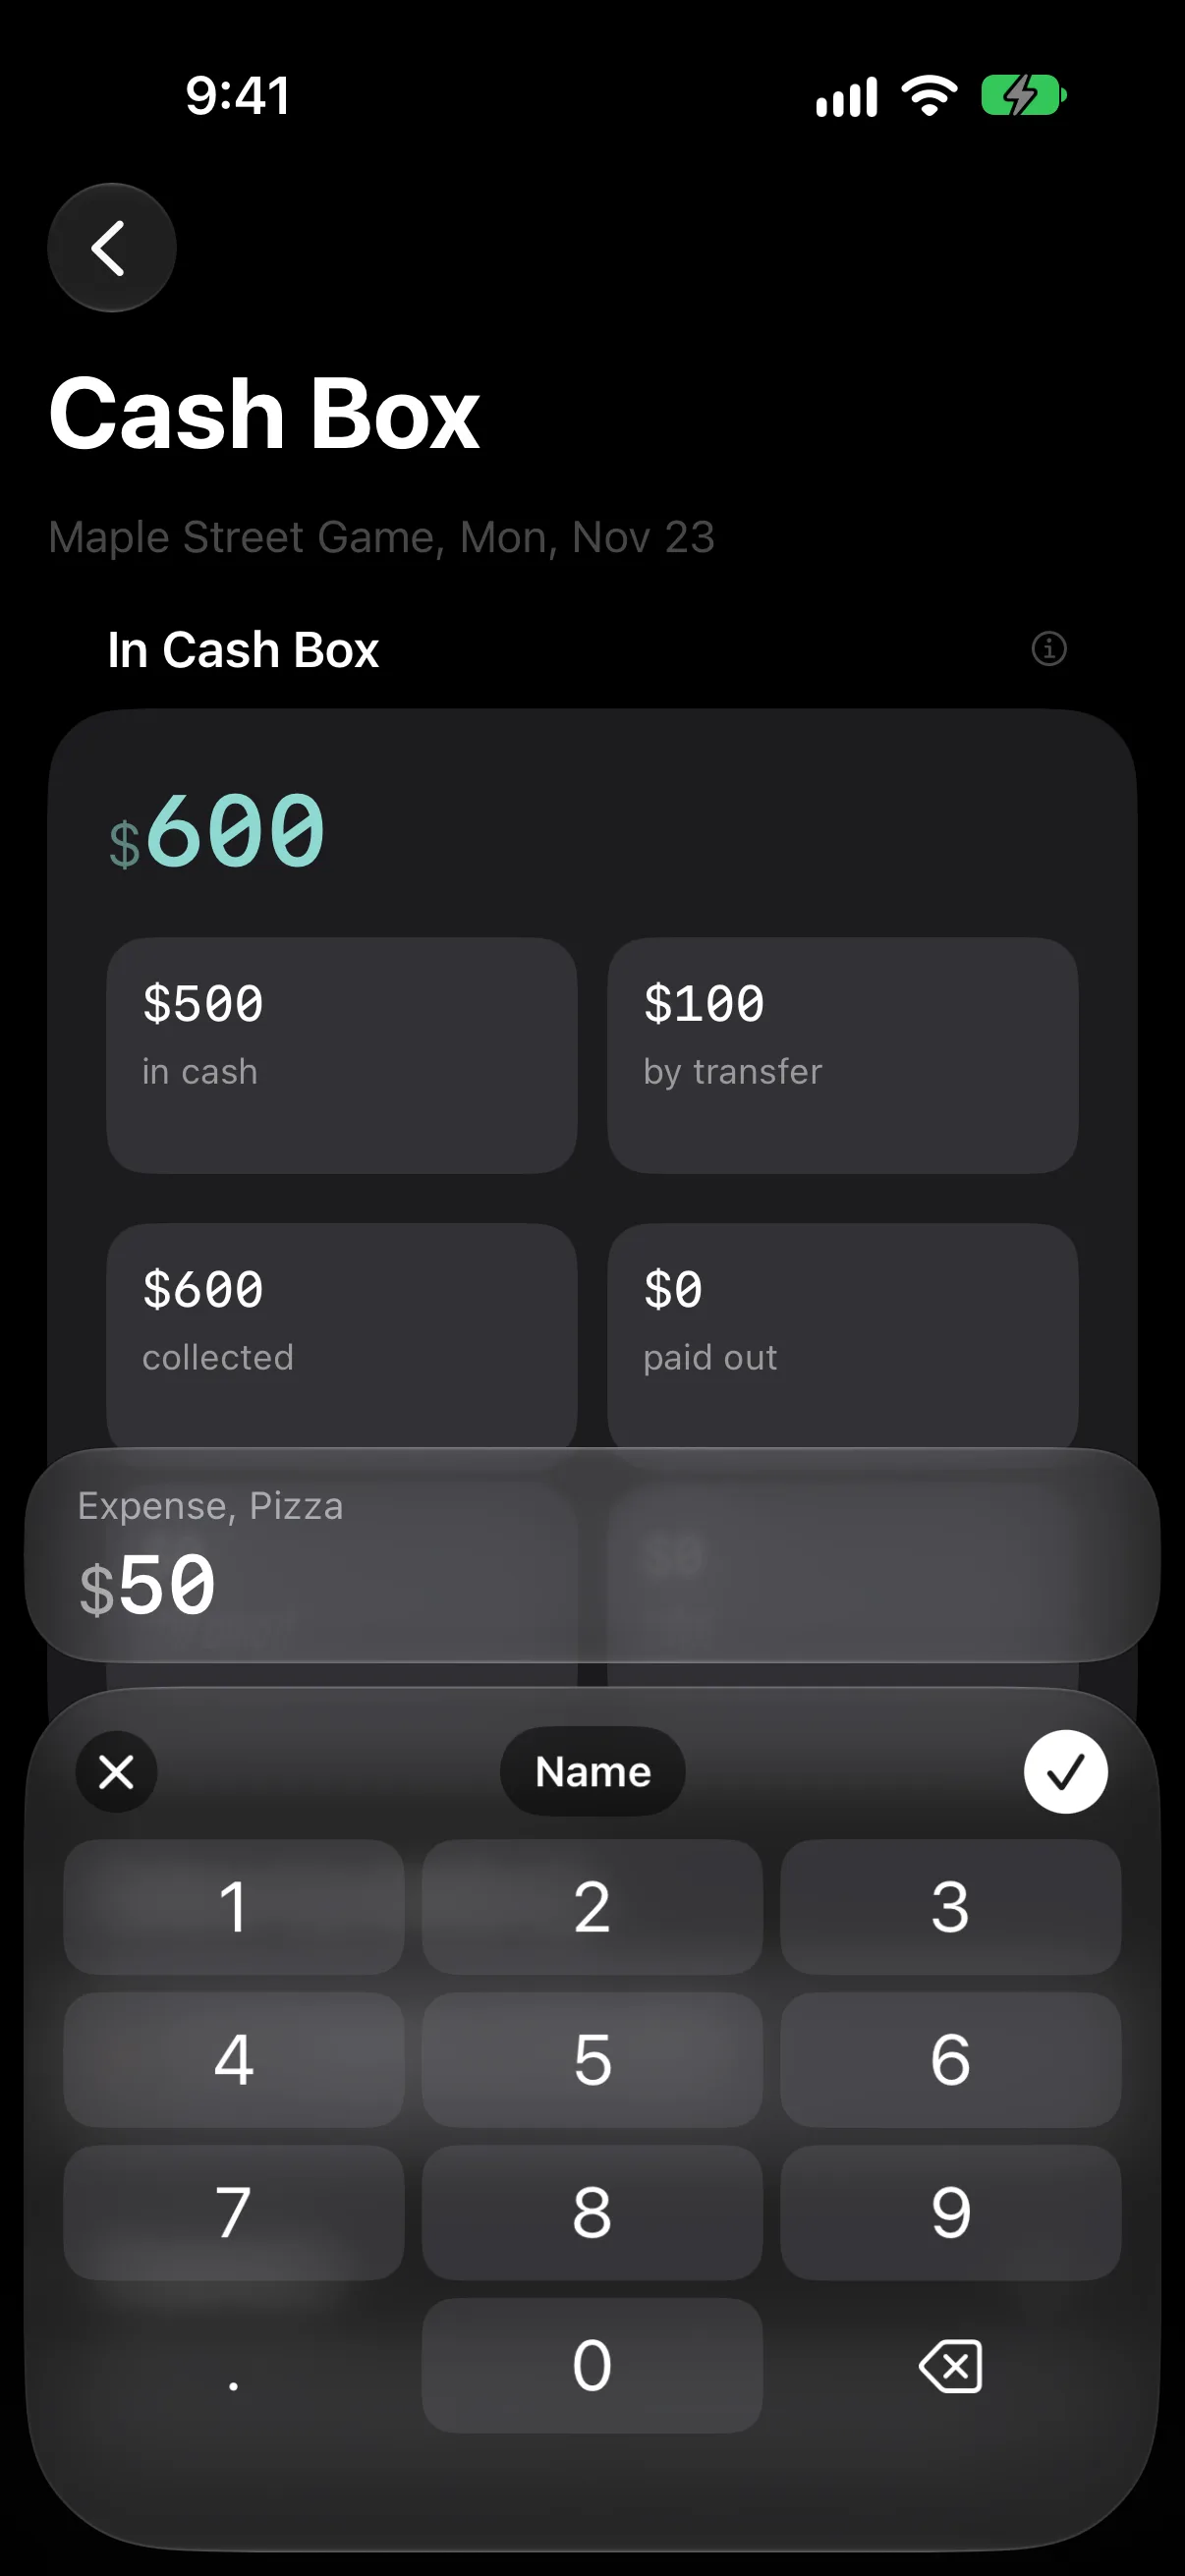 9:41
Cash Box
Maple Street Game, Mon, Nov 23
In Cash Box
$600
$500
$100
in cash
by transfer
$600
$0
collected
paid out
Expense, Pizza
$50
$0
Name
1
2
3
4
5
6
7
8
9
.
0